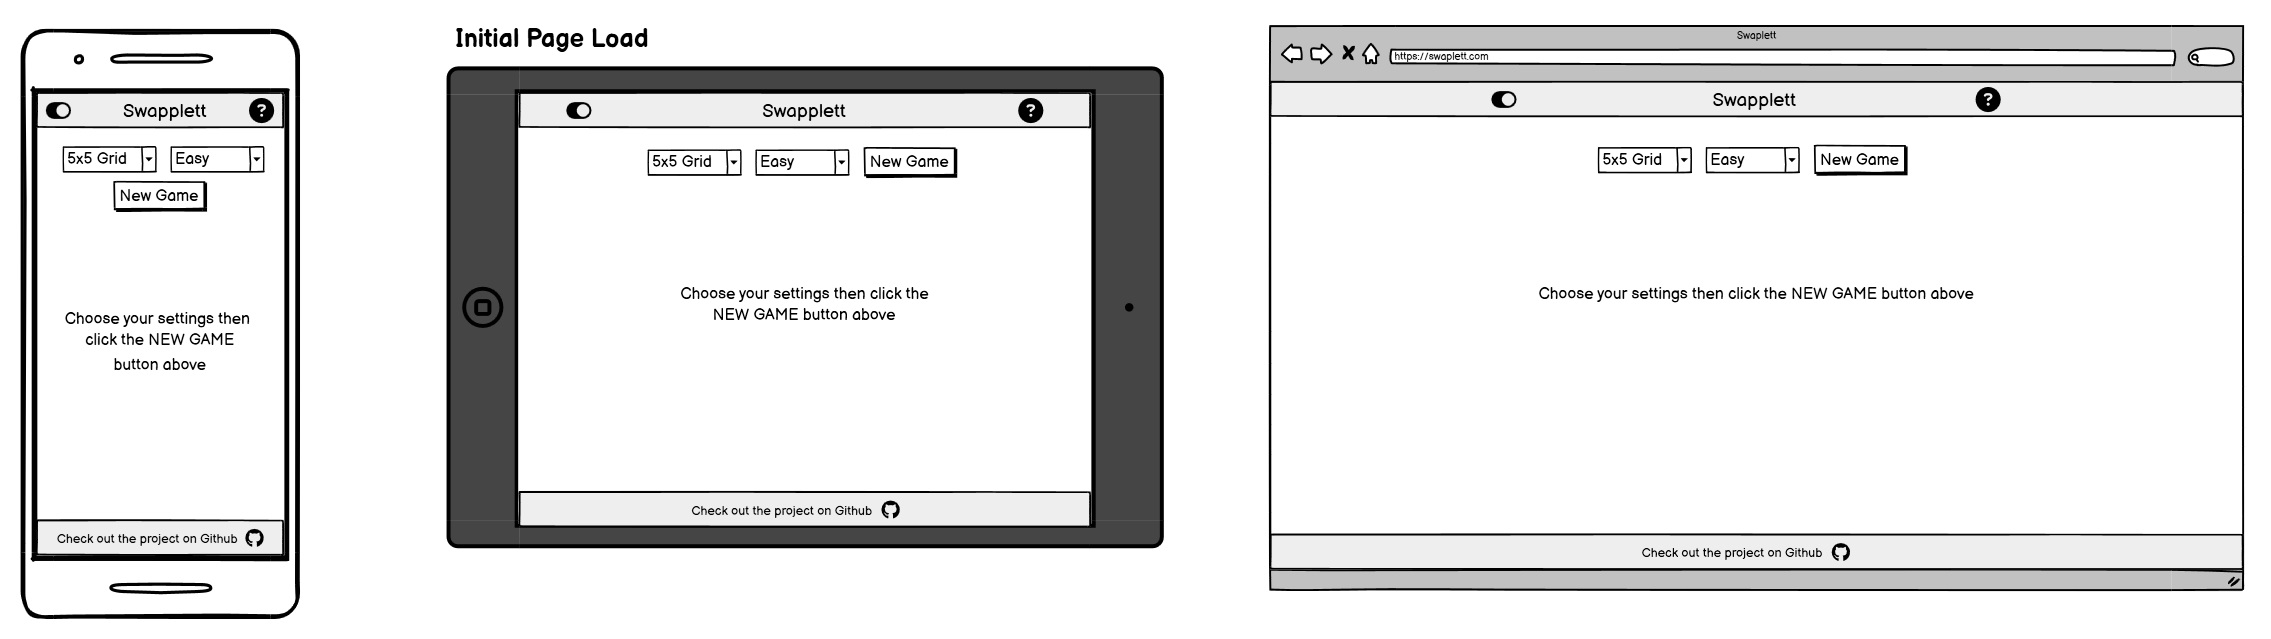 Initial Page Load
Swapplett
?
5x5 Grid
Easy
New Game
Choose your settings then
click the NEW GAME
button above
Check out the project on Github
Swapplett
?
5x5 Grid
Easy
New Game
Choose your settings then click the
NEW GAME button above
Check out the project on Github
Swaplett
https://swaplett.com
Swapplett
?
5x5 Grid
Easy
New Game
Choose your settings then click the NEW GAME button above
Check out the project on Github